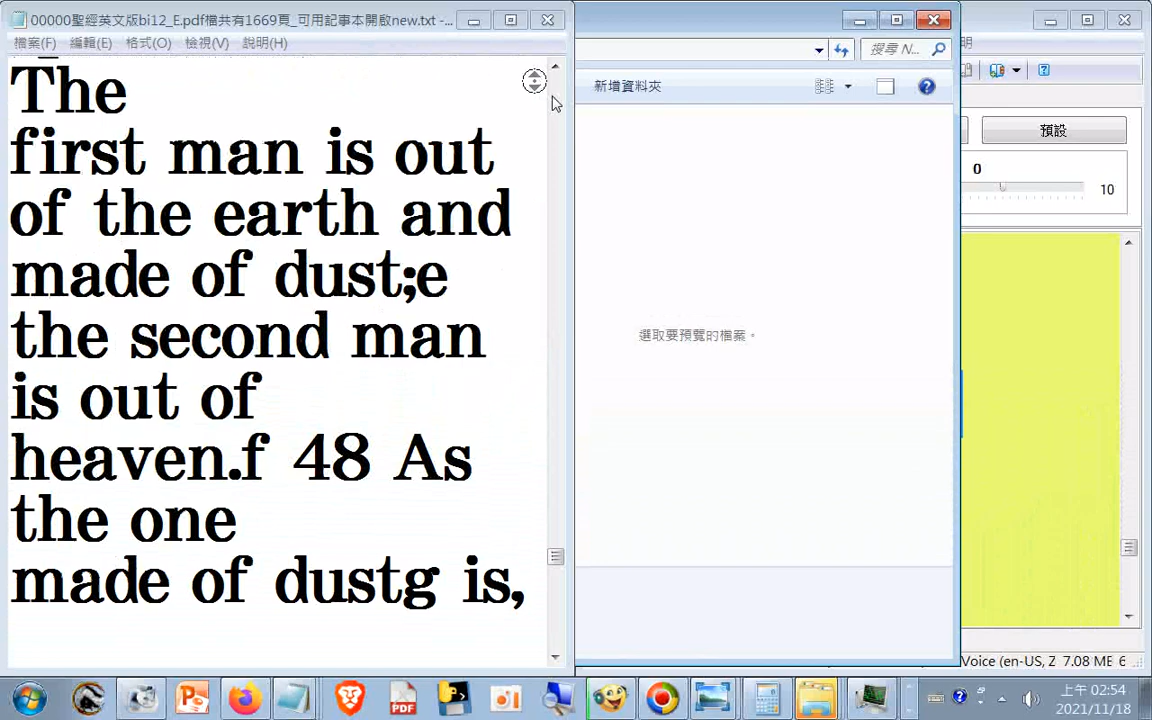 00000聖經英文版bi12_E.pdf檔共有1669頁_可用記事本開啟new.txt -...
檔案(F) 編輯(E) 格式(O) 檢視(V) 說明(H)
The
first man is out
of the earth and
made of dust;e
the second man
is out of
heaven.f 48 As
the one
made of dustg is,
搜尋 N...
新增資料夾
選取要預覽的檔案。
明
預設
0
10
Voice (en-US, Z 7.08 ME 6
上午 02:54
2021/11/18